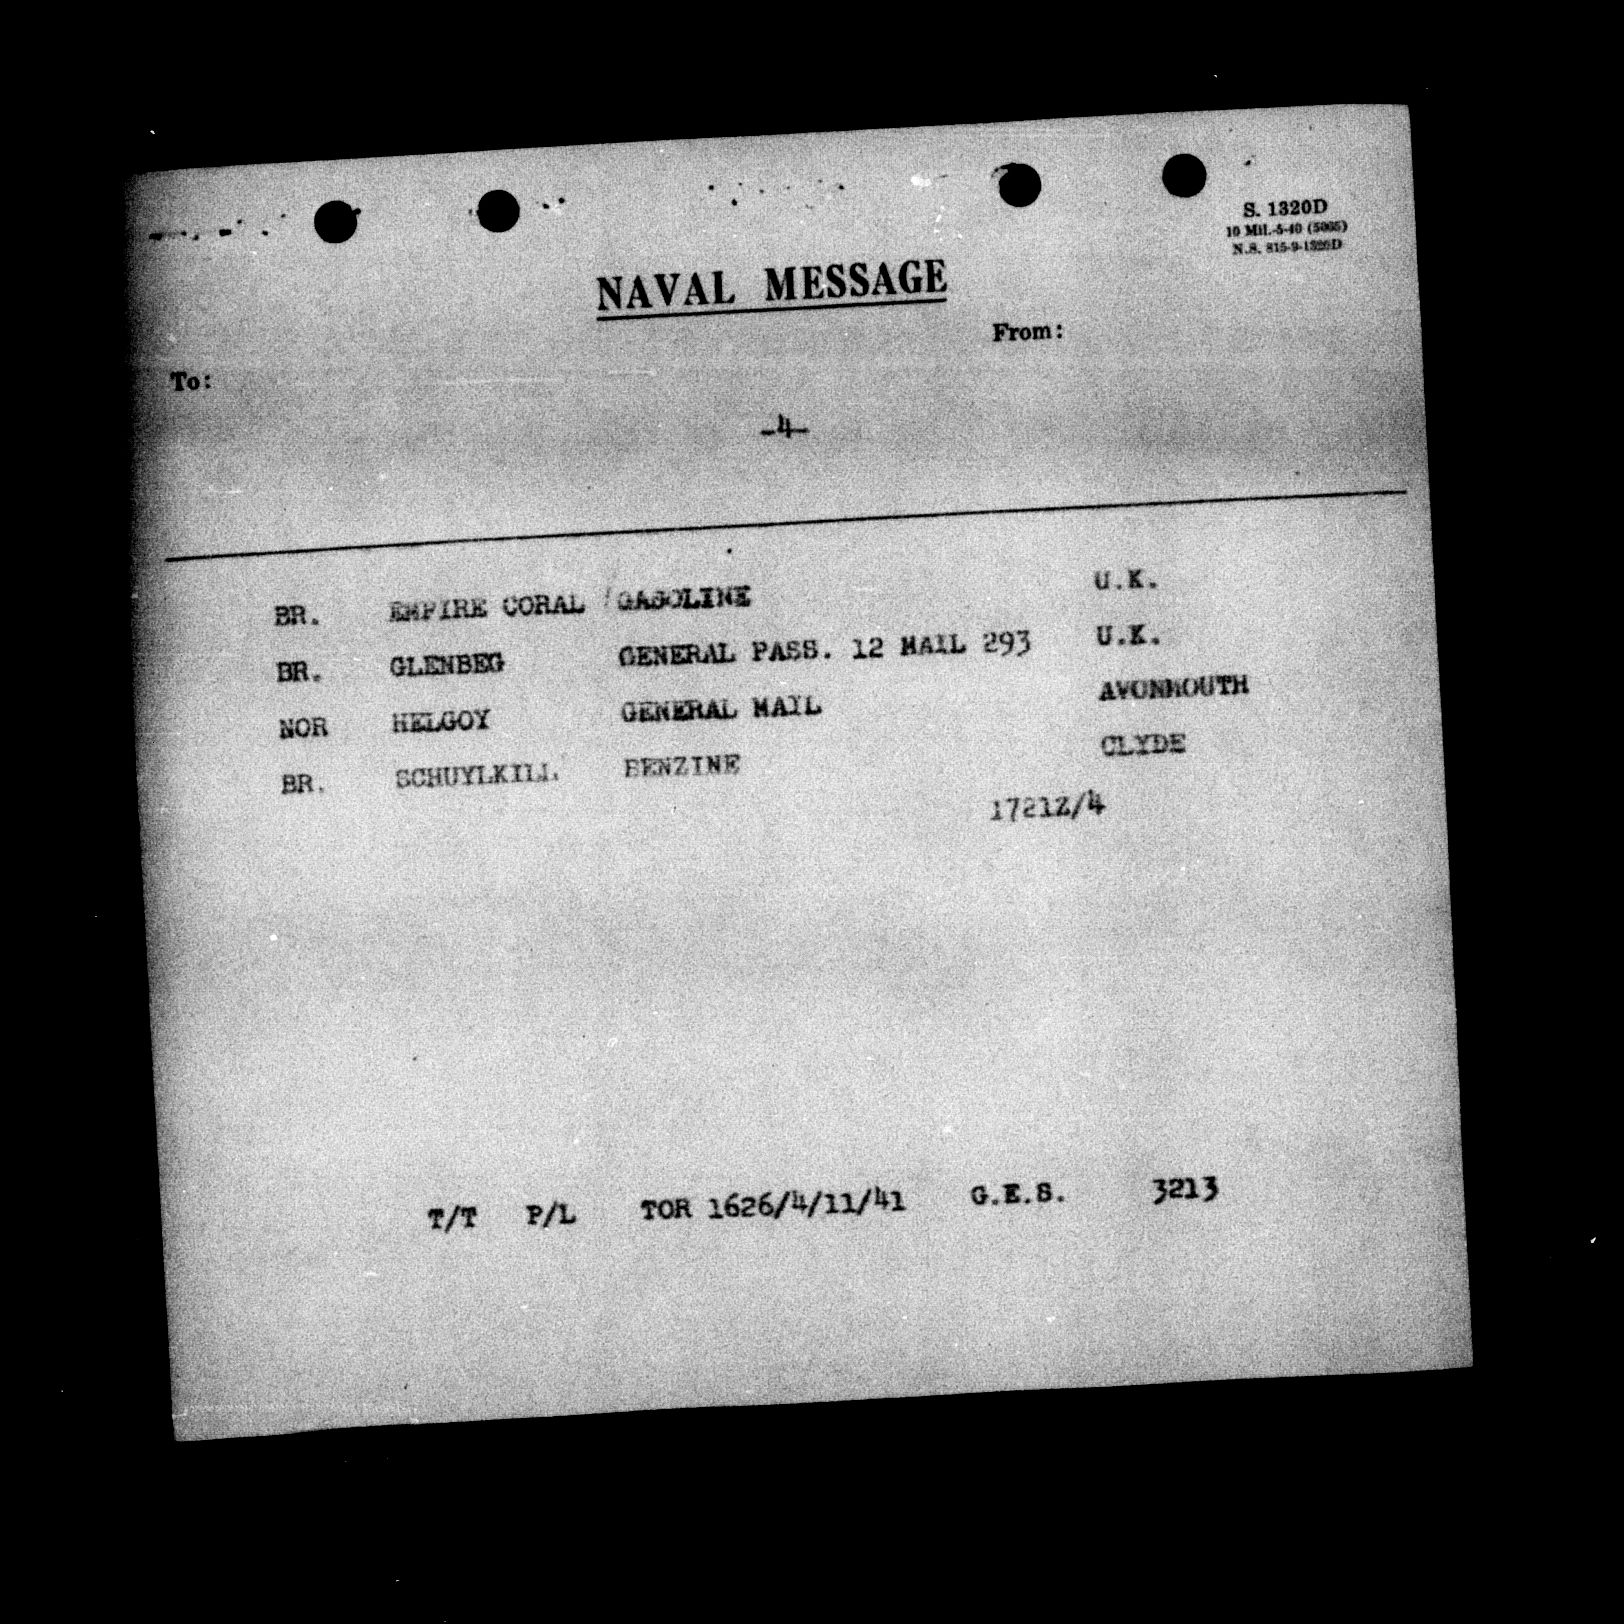 S. 1320D
10 Mil.-5-40 (5065)
N.S. 815-9-1320D
NAVAL MESSAGE
From:
To:
-4-
BR. EMPIRE CORAL GASOLINE U.K.
BR. GLENBEG GENERAL PASS. 12 MAIL 293 U.K.
NOR HELGOY GENERAL MAIL AVONMOUTH
BR. SCHUYLKILL BENZINE CLYDE
1721Z/4
T/T P/L TOR 1626/4/11/41 G.E.S. 3213